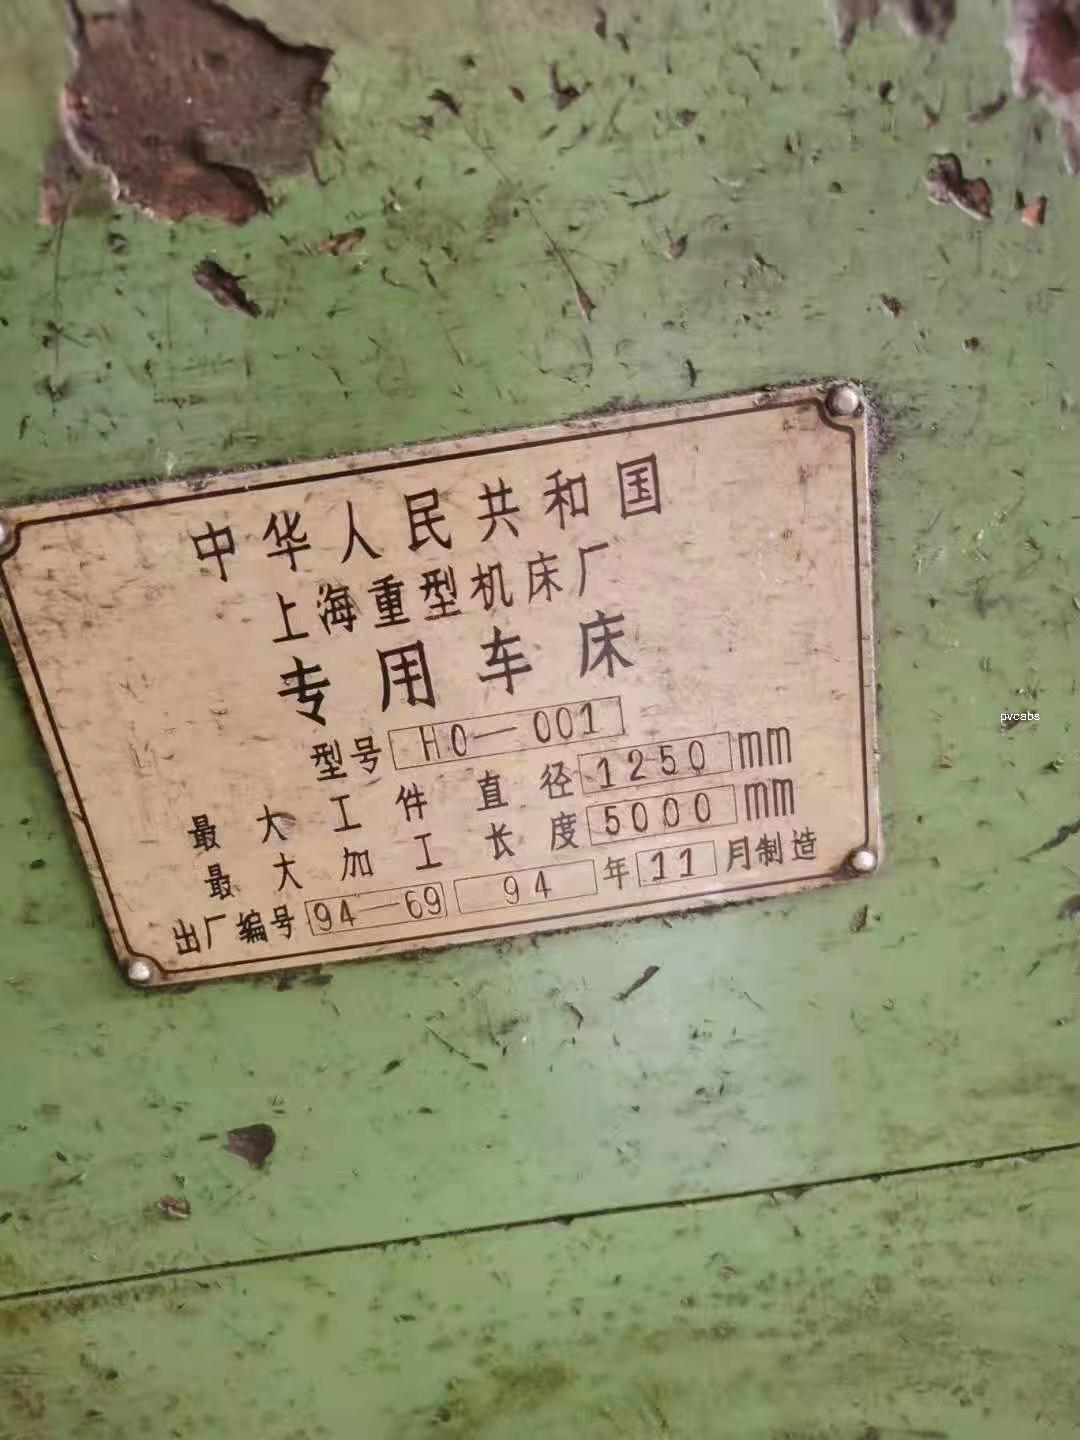 中华人民共和国
上海重型机床厂
专用车床
型号 H0—001
最大工件直径 1250 mm
最大加工长度 5000 mm
出厂编号 94—69 94 年 11 月制造
pvcabs